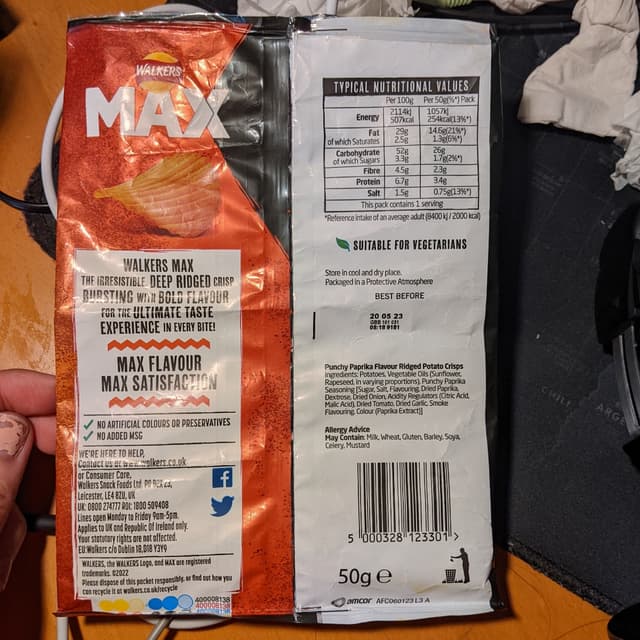 WALKERS
MAX
WALKERS MAX
THE IRRESISTIBLE, DEEP RIDGED CRISP
BURSTING WITH BOLD FLAVOUR
FOR THE ULTIMATE TASTE
EXPERIENCE IN EVERY BITE!
MAX FLAVOUR
MAX SATISFACTION
NO ARTIFICIAL COLOURS OR PRESERVATIVES
NO ADDED MSG
WE'RE HERE TO HELP,
Contact us at www.walkers.co.uk
or Consumer Care,
Walkers Snack Foods Ltd, PO Box 23,
Leicester, LE4 8ZU, UK
UK: 0800 274777 ROI: 1800 509408
Lines open Monday to Friday 9am-5pm.
Applies to UK and Republic Of Ireland only.
Your statutory rights are not affected.
EU: Walkers c/o Dublin 18, D18 Y3Y9
WALKERS, the WALKERS Logo, and MAX are registered
trademarks. ©2022
Please dispose of this packet responsibly, or find out how you
can recycle it at walkers.co.uk/recycle
400008138
400008138
TYPICAL NUTRITIONAL VALUES
Per 100g Per 50g(%*) Pack
Energy 2114kJ 1057kJ
507kcal 254kcal(13%*)
Fat 29g 14.6g(21%*)
of which Saturates 2.5g 1.3g(6%*)
Carbohydrate 52g 26g
of which Sugars 3.3g 1.7g(2%*)
Fibre 4.5g 2.3g
Protein 6.7g 3.4g
Salt 1.5g 0.75g(13%*)
This pack contains 1 serving
*Reference intake of an average adult (8400 kJ / 2000 kcal)
SUITABLE FOR VEGETARIANS
Store in cool and dry place.
Packaged in a Protective Atmosphere
BEST BEFORE
20 05 23
Punchy Paprika Flavour Ridged Potato Crisps
Ingredients: Potatoes, Vegetable Oils (Sunflower,
Rapeseed, in varying proportions), Punchy Paprika
Seasoning [Sugar, Salt, Flavouring, Dried Paprika,
Dextrose, Dried Onion, Acidity Regulators (Citric Acid,
Malic Acid), Dried Tomato, Dried Garlic, Smoke
Flavouring, Colour (Paprika Extract)]
Allergy Advice
May Contain: Milk, Wheat, Gluten, Barley, Soya,
Celery, Mustard
5 000328 123301 >
50g e
amcor AFC060123 L3 A